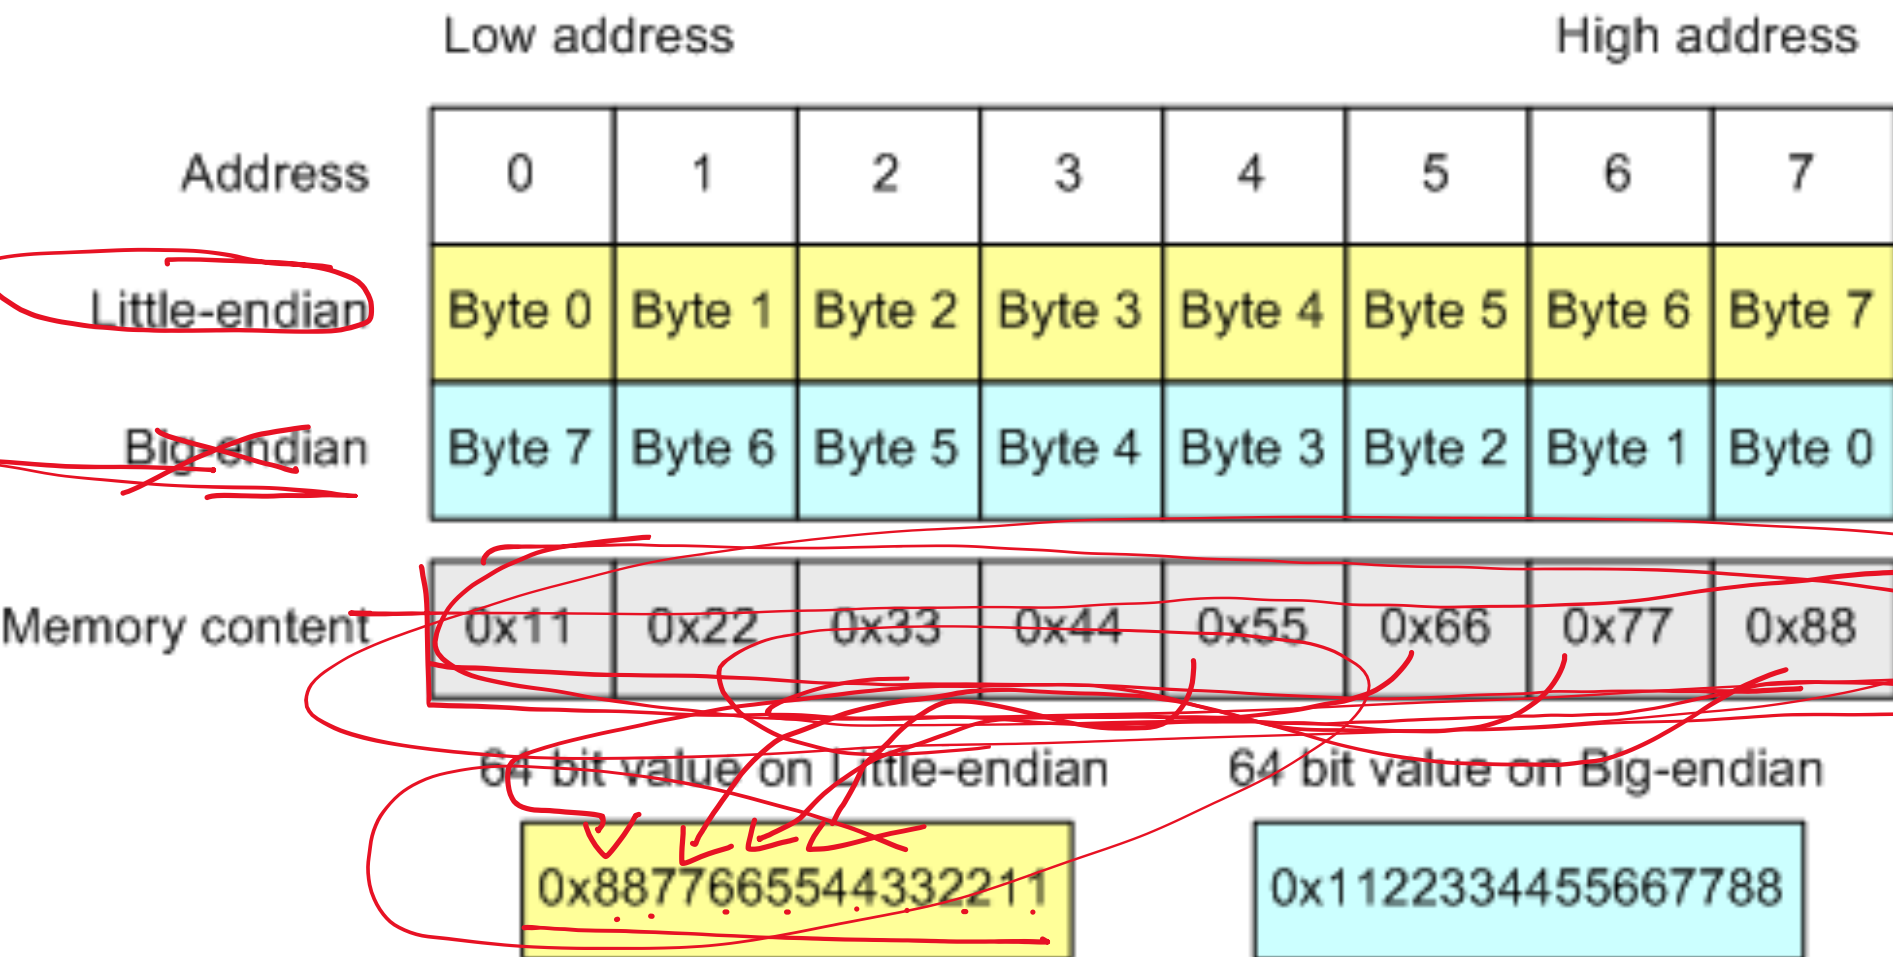 Low address High address
Address 0 1 2 3 4 5 6 7
Little-endian Byte 0 Byte 1 Byte 2 Byte 3 Byte 4 Byte 5 Byte 6 Byte 7
Big-endian Byte 7 Byte 6 Byte 5 Byte 4 Byte 3 Byte 2 Byte 1 Byte 0
Memory content 0x11 0x22 0x33 0x44 0x55 0x66 0x77 0x88
64 bit value on Little-endian 64 bit value on Big-endian
0x8877665544332211 0x1122334455667788